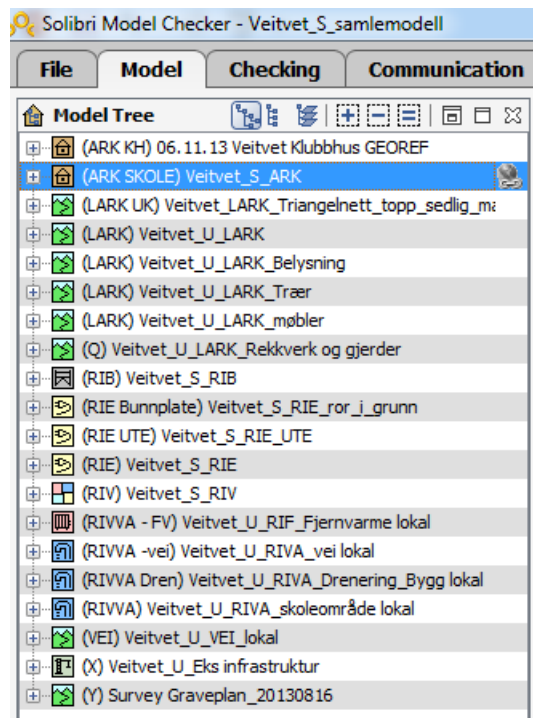 Solibri Model Checker - Veitvet_S_samlemodell
File Model Checking Communication
Model Tree
(ARK KH) 06.11.13 Veitvet Klubbhus GEOREF
(ARK SKOLE) Veitvet_S_ARK
(LARK UK) Veitvet_LARK_Triangelnett_topp_sedlig_ma
(LARK) Veitvet_U_LARK
(LARK) Veitvet_U_LARK_Belysning
(LARK) Veitvet_U_LARK_Trær
(LARK) Veitvet_U_LARK_møbler
(Q) Veitvet_U_LARK_Rekkverk og gjerder
(RIB) Veitvet_S_RIB
(RIE Bunnplate) Veitvet_S_RIE_ror_i_grunn
(RIE UTE) Veitvet_S_RIE_UTE
(RIE) Veitvet_S_RIE
(RIV) Veitvet_S_RIV
(RIVVA - FV) Veitvet_U_RIF_Fjernvarme lokal
(RIVVA -vei) Veitvet_U_RIVA_vei lokal
(RIVVA Dren) Veitvet_U_RIVA_Drenering_Bygg lokal
(RIVVA) Veitvet_U_RIVA_skoleområde lokal
(VEI) Veitvet_U_VEI_lokal
(X) Veitvet_U_Eks infrastruktur
(Y) Survey Graveplan_20130816